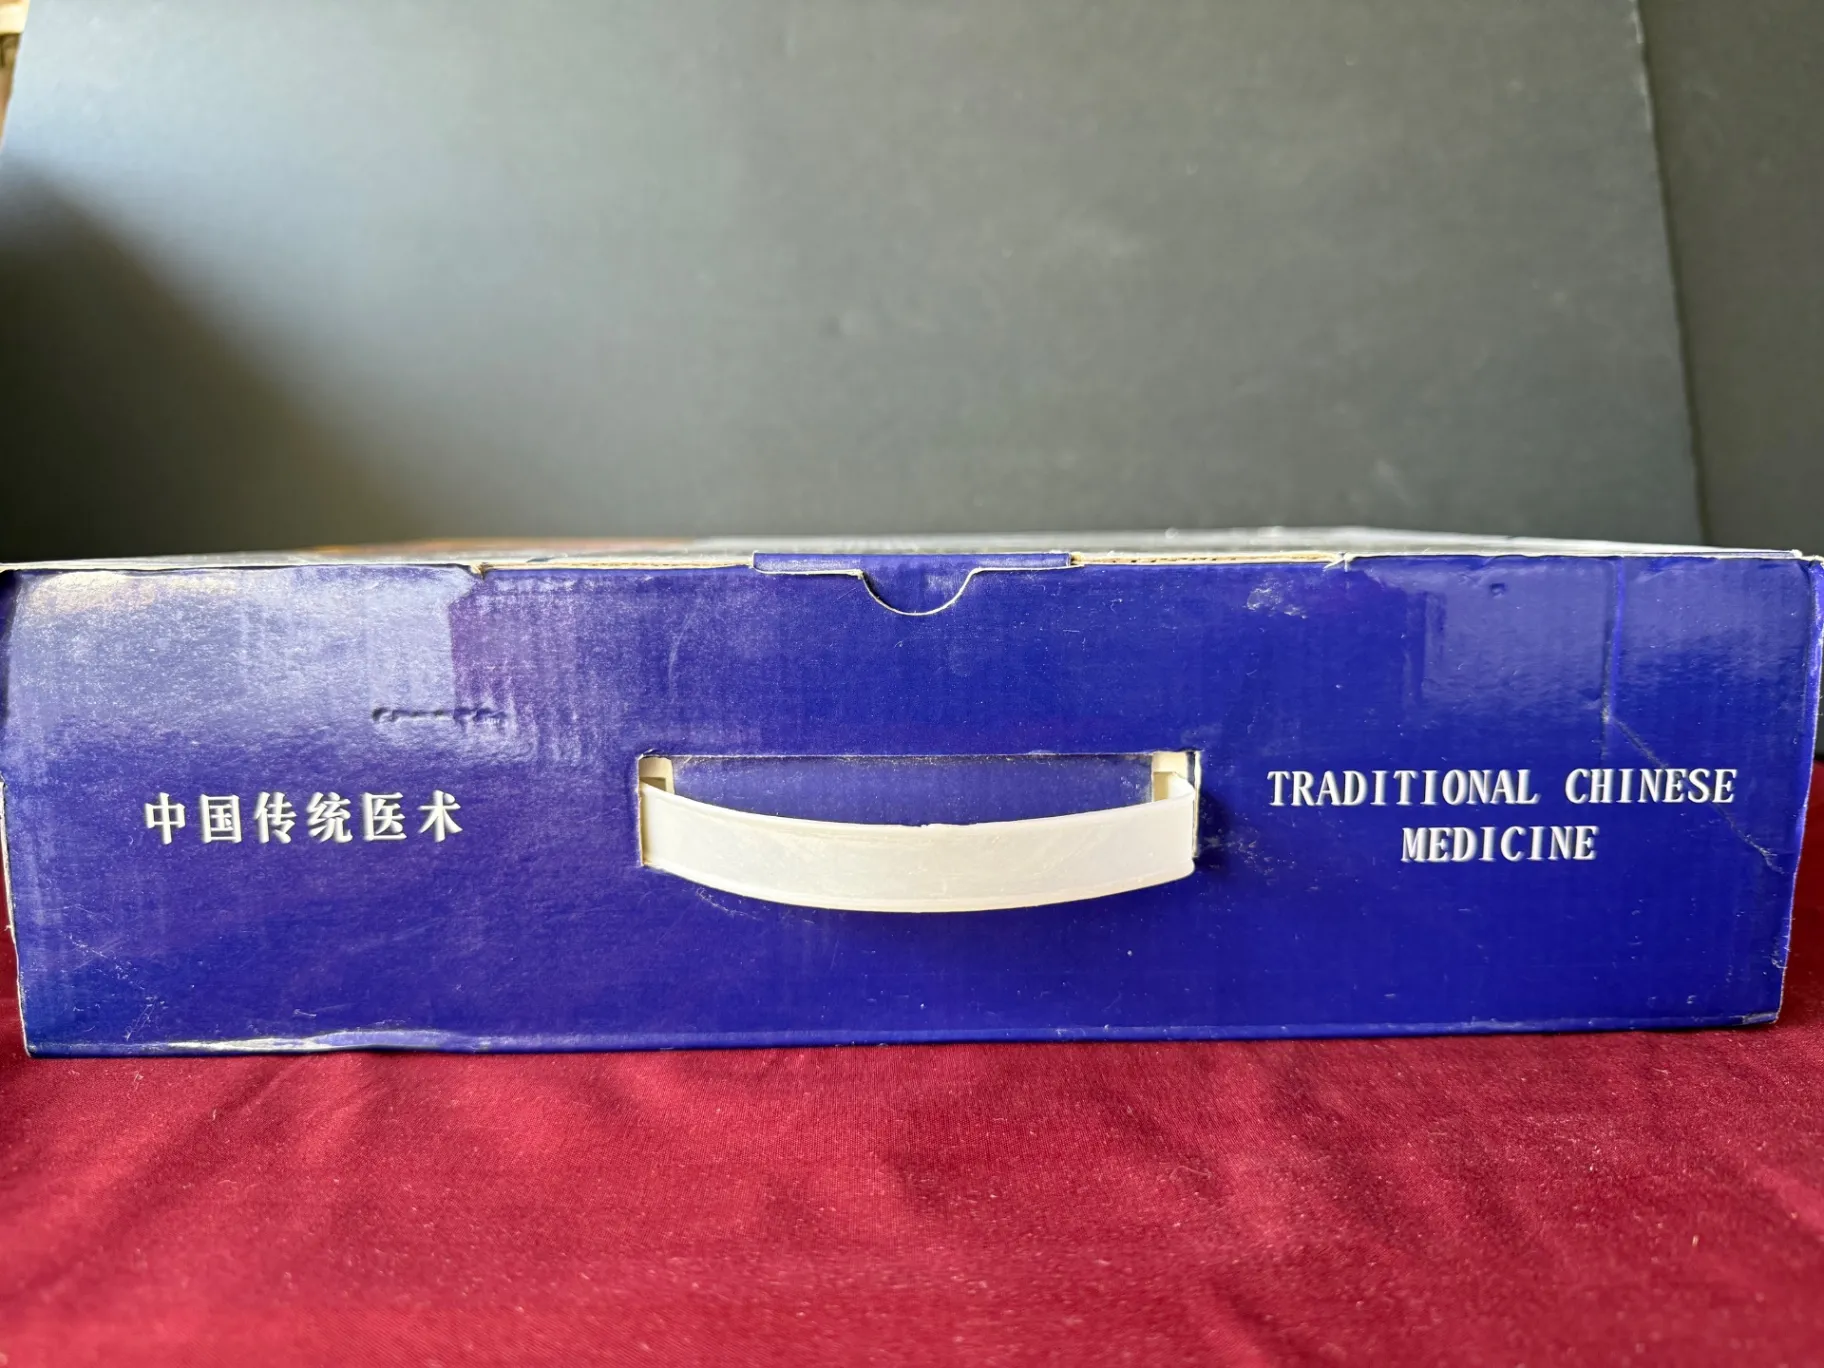 中国传统医术
TRADITIONAL CHINESE
MEDICINE